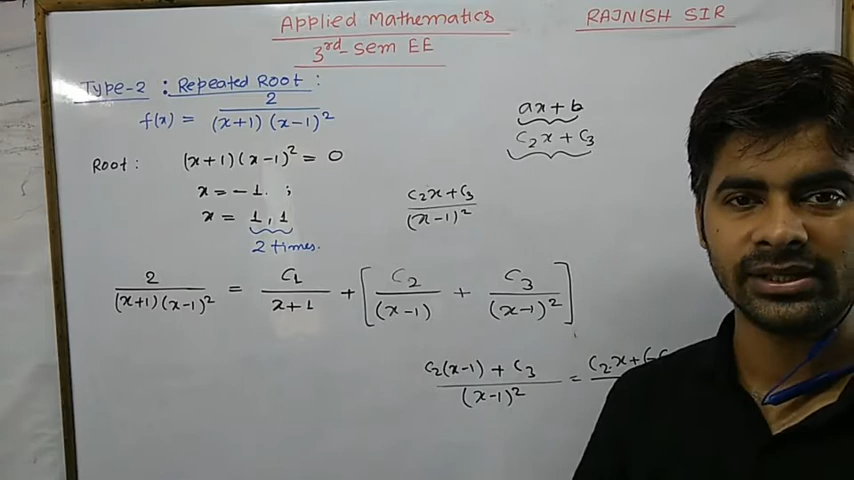 Applied Mathematics
RAJNISH SIR
3rd - Sem EE
Type-2 : Repeated Root :
f(x) = 2 / (x+1) (x-1)²
ax + b
C₂x + C₃
Root : (x+1) (x-1)² = 0
x = -1 ;
x = 1, 1
2 times.
C₂x + C₃ / (x-1)²
2 / (x+1) (x-1)² = C₁ / x+1 + [ C₂ / (x-1) + C₃ / (x-1)² ]
C₂(x-1) + C₃ / (x-1)² = C₂x +